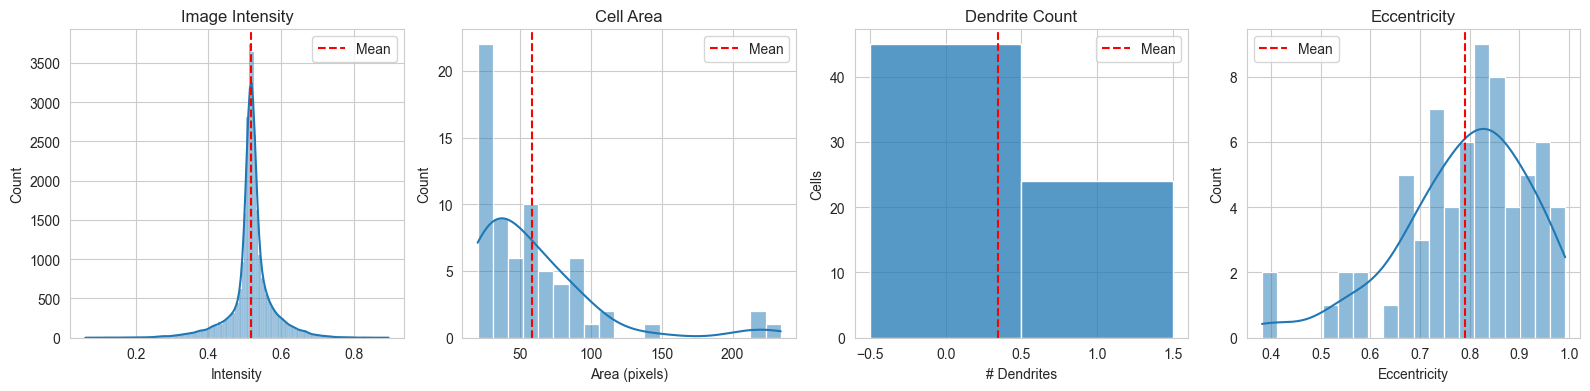 Image Intensity
Mean
3500
3000
2500
2000
1500
1000
500
0
Count
0.2 0.4 0.6 0.8
Intensity
Cell Area
Mean
20
15
10
5
0
Count
50 100 150 200
Area (pixels)
Dendrite Count
Mean
40
30
20
10
0
Cells
−0.5 0.0 0.5 1.0 1.5
# Dendrites
Eccentricity
Mean
8
6
4
2
0
Count
0.4 0.5 0.6 0.7 0.8 0.9 1.0
Eccentricity